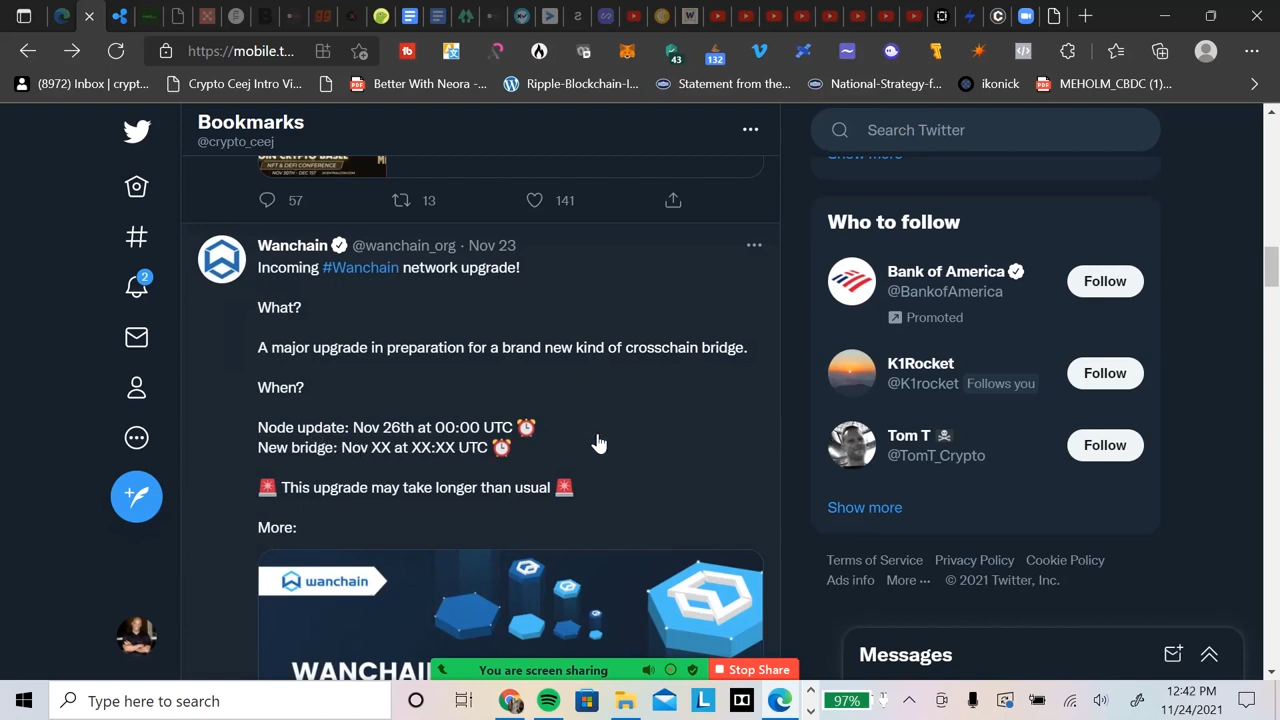 https://mobile.t...
43
132
(8972) Inbox | crypt...
Crypto Ceej Intro Vi...
Better With Neora -...
Ripple-Blockchain-I...
Statement from the...
National-Strategy-f...
ikonick
MEHOLM_CBDC (1)...
Bookmarks
@crypto_ceej
Search Twitter
NFT & DEFI CONFERENCE
57
13
141
Who to follow
Wanchain @wanchain_org · Nov 23
Incoming #Wanchain network upgrade!
What?
A major upgrade in preparation for a brand new kind of crosschain bridge.
When?
Node update: Nov 26th at 00:00 UTC ⏰
New bridge: Nov XX at XX:XX UTC ⏰
🚨 This upgrade may take longer than usual 🚨
More:
wanchain
WANCHAI
2
Bank of America
@BankofAmerica
Promoted
Follow
K1Rocket
@K1rocket Follows you
Follow
Tom T ☠
@TomT_Crypto
Follow
Show more
Terms of Service Privacy Policy Cookie Policy
Ads info More ··· © 2021 Twitter, Inc.
Messages
You are screen sharing
Stop Share
Type here to search
97%
12:42 PM
11/24/2021